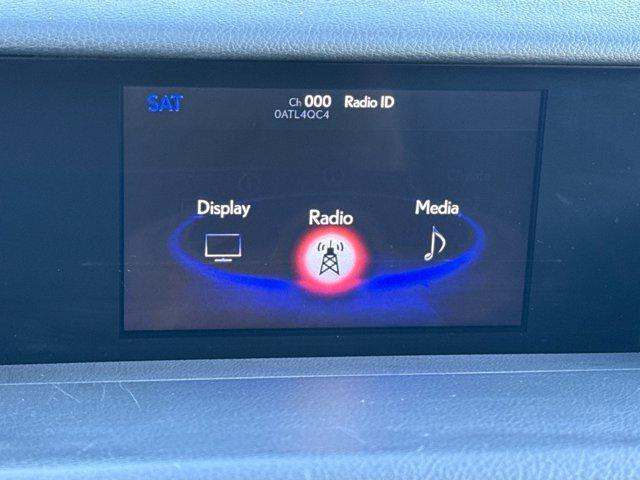 SAT Ch 000 Radio ID
0ATL4QC4
Display Radio Media